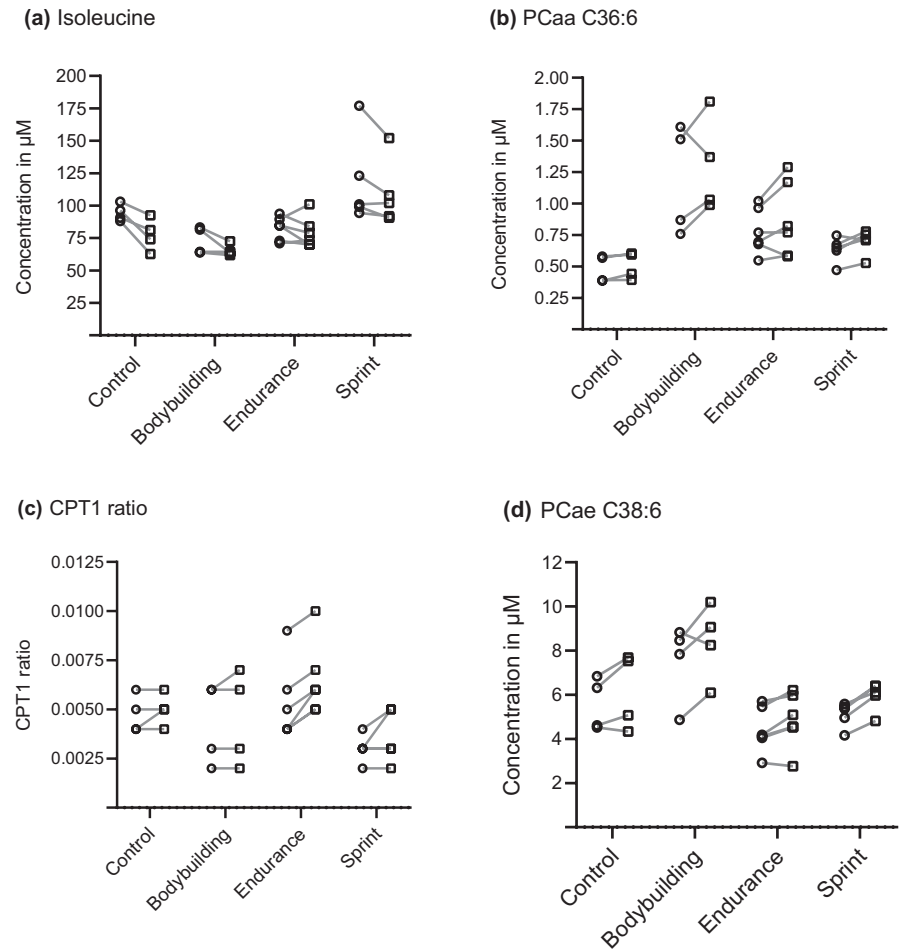 (a) Isoleucine
Concentration in µM
200
175
150
125
100
75
50
25
Control
Bodybuilding
Endurance
Sprint
(b) PCaa C36:6
Concentration in µM
2.00
1.75
1.50
1.25
1.00
0.75
0.50
0.25
Control
Bodybuilding
Endurance
Sprint
(c) CPT1 ratio
CPT1 ratio
0.0125
0.0100
0.0075
0.0050
0.0025
Control
Bodybuilding
Endurance
Sprint
(d) PCae C38:6
Concentration in µM
12
10
8
6
4
2
Control
Bodybuilding
Endurance
Sprint